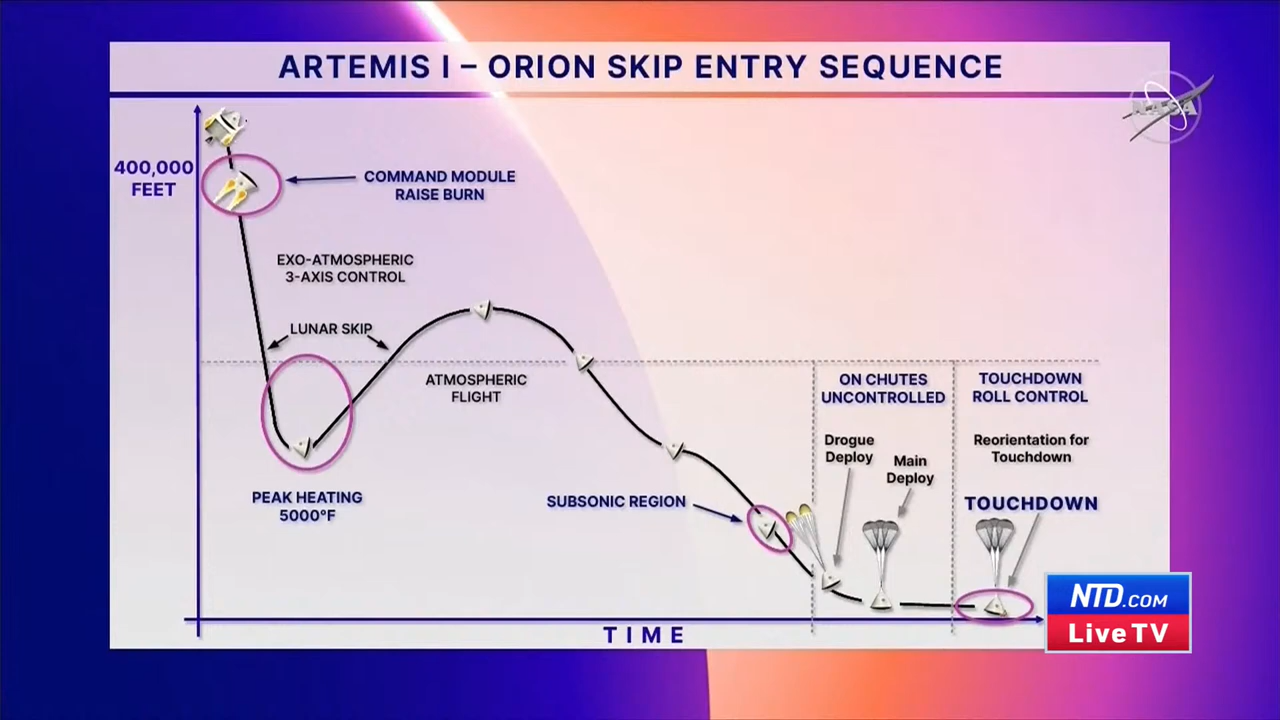 ARTEMIS I – ORION SKIP ENTRY SEQUENCE
NASA
400,000
FEET
COMMAND MODULE
RAISE BURN
EXO-ATMOSPHERIC
3-AXIS CONTROL
LUNAR SKIP
ATMOSPHERIC
FLIGHT
PEAK HEATING
5000°F
SUBSONIC REGION
ON CHUTES
UNCONTROLLED
Drogue
Deploy
Main
Deploy
TOUCHDOWN
ROLL CONTROL
Reorientation for
Touchdown
TOUCHDOWN
TIME
NTD.COM
Live TV